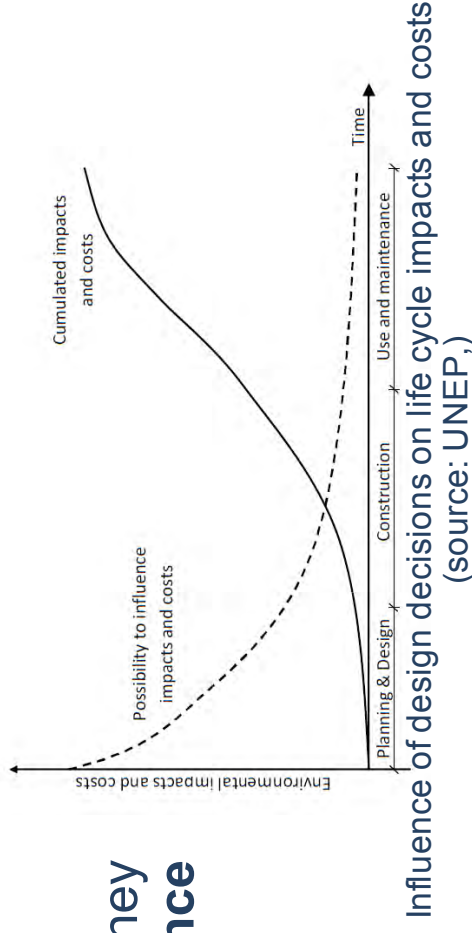 ney
nce
Environmental impacts and costs
Possibility to influence
impacts and costs
Cumulated impacts
and costs
Time
Planning & Design
Construction
Use and maintenance
Influence of design decisions on life cycle impacts and costs
(source: UNEP,)